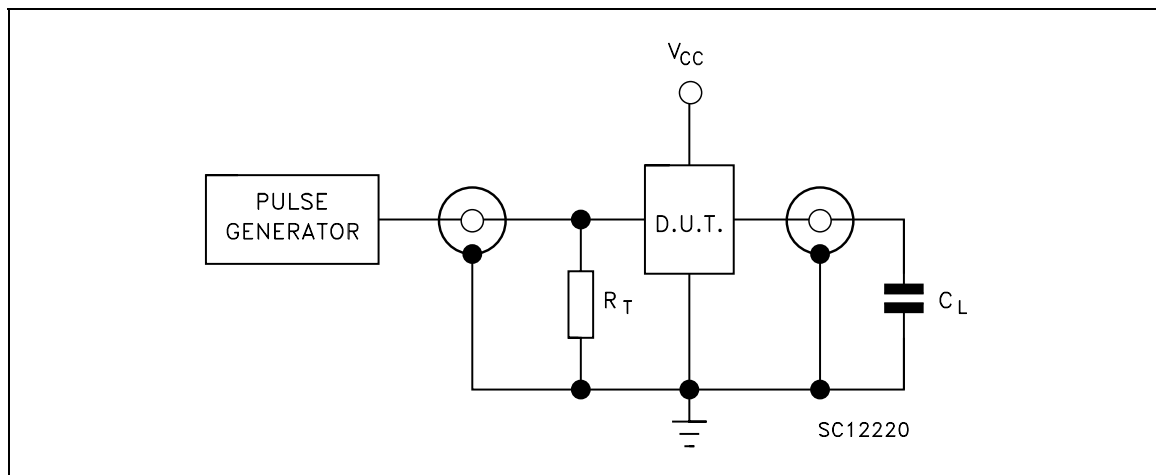 VCC
PULSE
GENERATOR
D.U.T.
RT
CL
SC12220